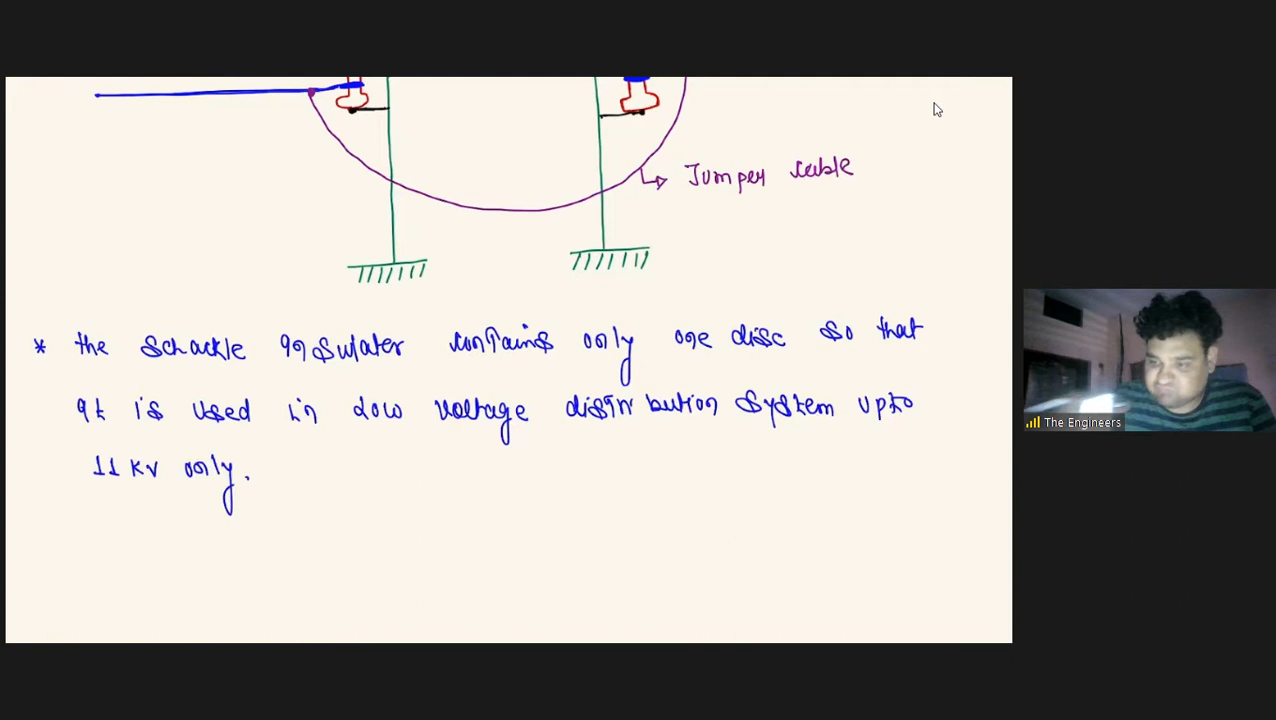 Jumper cable
* the schackle Insulater contains only one disc so that
It is used in low voltage distribution system upto
11 kv only.
The Engineers